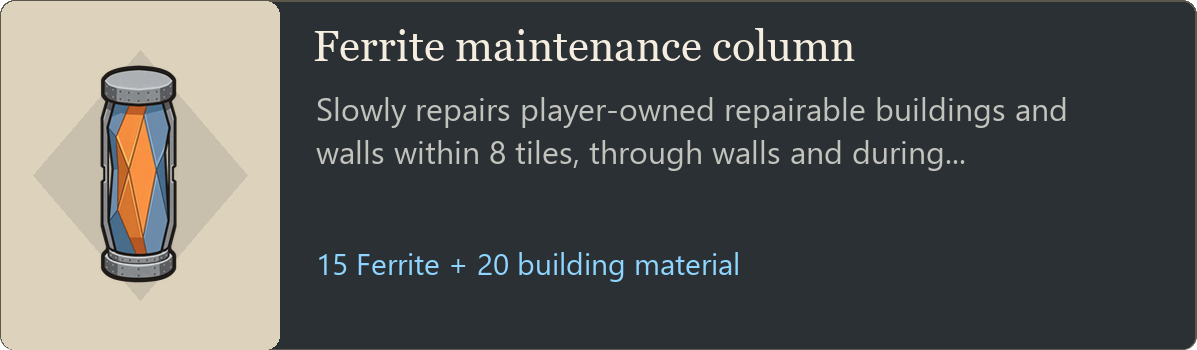 Ferrite maintenance column
Slowly repairs player-owned repairable buildings and
walls within 8 tiles, through walls and during...
15 Ferrite + 20 building material